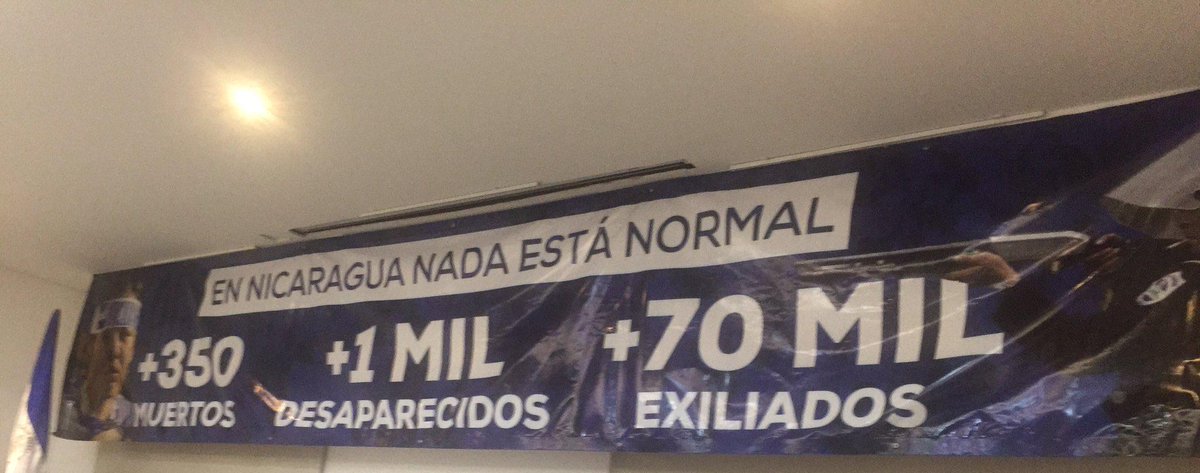 EN NICARAGUA NADA ESTÁ NORMAL
+350
MUERTOS
+1 MIL
DESAPARECIDOS
+70 MIL
EXILIADOS